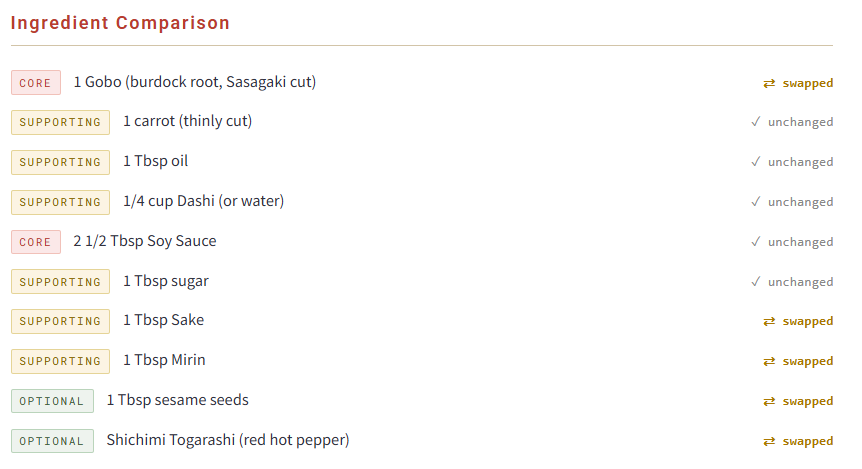 Ingredient Comparison
CORE 1 Gobo (burdock root, Sasagaki cut) ⇄ swapped
SUPPORTING 1 carrot (thinly cut) ✓ unchanged
SUPPORTING 1 Tbsp oil ✓ unchanged
SUPPORTING 1/4 cup Dashi (or water) ✓ unchanged
CORE 2 1/2 Tbsp Soy Sauce ✓ unchanged
SUPPORTING 1 Tbsp sugar ✓ unchanged
SUPPORTING 1 Tbsp Sake ⇄ swapped
SUPPORTING 1 Tbsp Mirin ⇄ swapped
OPTIONAL 1 Tbsp sesame seeds ⇄ swapped
OPTIONAL Shichimi Togarashi (red hot pepper) ⇄ swapped